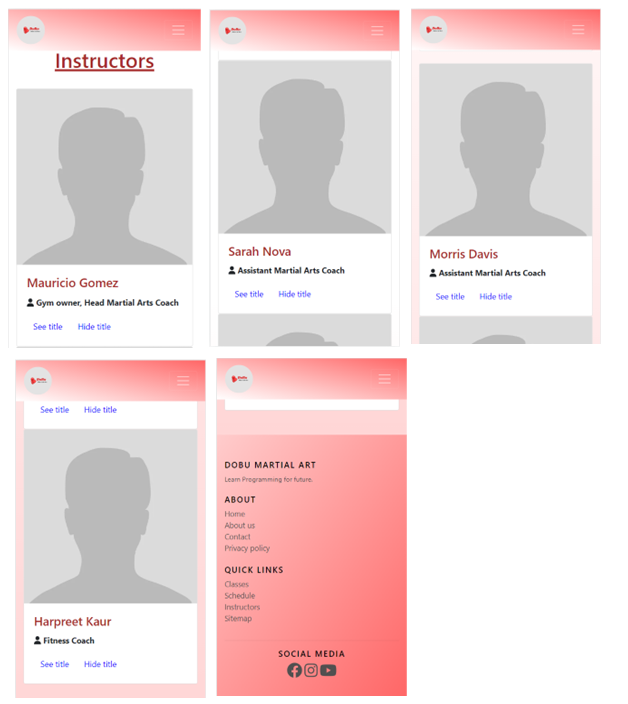 Instructors
Mauricio Gomez
Gym owner, Head Martial Arts Coach
See title Hide title
Sarah Nova
Assistant Martial Arts Coach
See title Hide title
Morris Davis
Assistant Martial Arts Coach
See title Hide title
See title Hide title
Harpreet Kaur
Fitness Coach
See title Hide title
DOBU MARTIAL ART
Learn Programming for future.
ABOUT
Home
About us
Contact
Privacy policy
QUICK LINKS
Classes
Schedule
Instructors
Sitemap
SOCIAL MEDIA